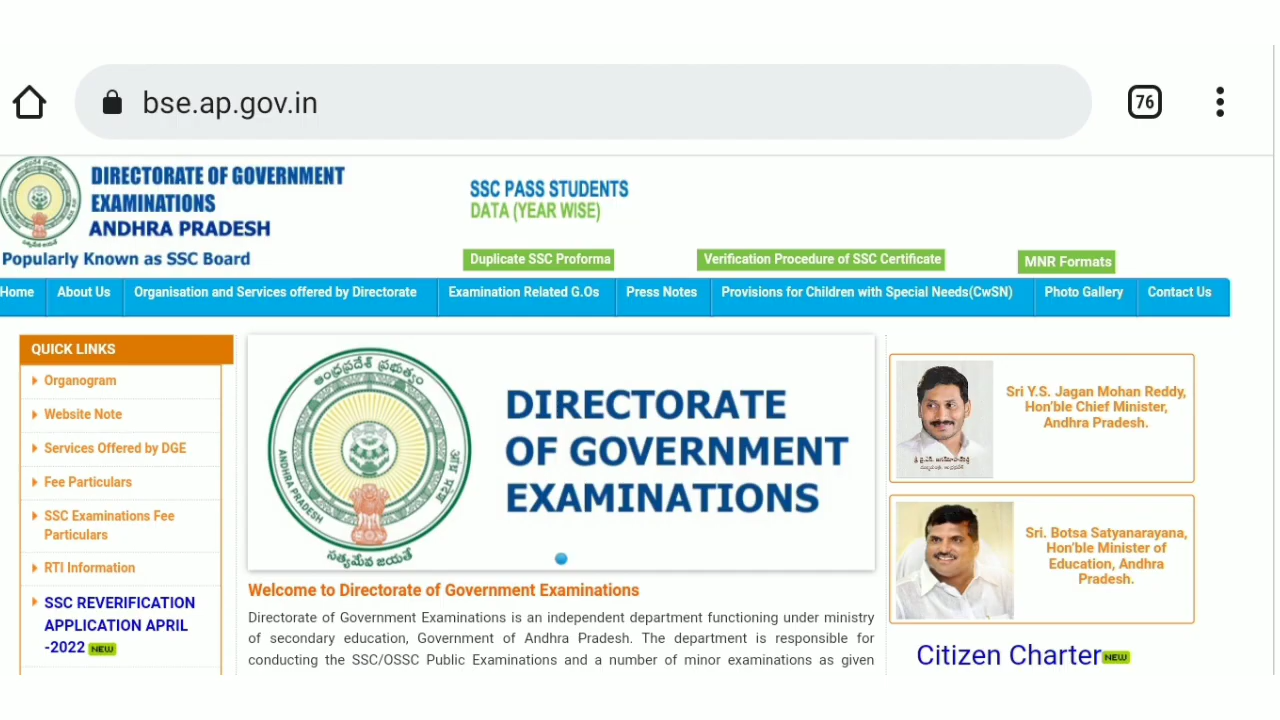 bse.ap.gov.in
76
DIRECTORATE OF GOVERNMENT
EXAMINATIONS
ANDHRA PRADESH
Popularly Known as SSC Board
SSC PASS STUDENTS
DATA (YEAR WISE)
Duplicate SSC Proforma
Verification Procedure of SSC Certificate
MNR Formats
Home
About Us
Organisation and Services offered by Directorate
Examination Related G.Os
Press Notes
Provisions for Children with Special Needs(CwSN)
Photo Gallery
Contact Us
QUICK LINKS
Organogram
Website Note
Services Offered by DGE
Fee Particulars
SSC Examinations Fee
Particulars
RTI Information
SSC REVERIFICATION
APPLICATION APRIL
-2022 NEW
ఆంధ్రప్రదేశ్ ప్రభుత్వం
ANDHRA PRADESH
సత్యమేవ జయతే
DIRECTORATE
OF GOVERNMENT
EXAMINATIONS
Welcome to Directorate of Government Examinations
Directorate of Government Examinations is an independent department functioning under ministry
of secondary education, Government of Andhra Pradesh. The department is responsible for
conducting the SSC/OSSC Public Examinations and a number of minor examinations as given
Sri Y.S. Jagan Mohan Reddy,
Hon'ble Chief Minister,
Andhra Pradesh.
Sri. Botsa Satyanarayana,
Hon'ble Minister of
Education, Andhra
Pradesh.
Citizen Charter NEW